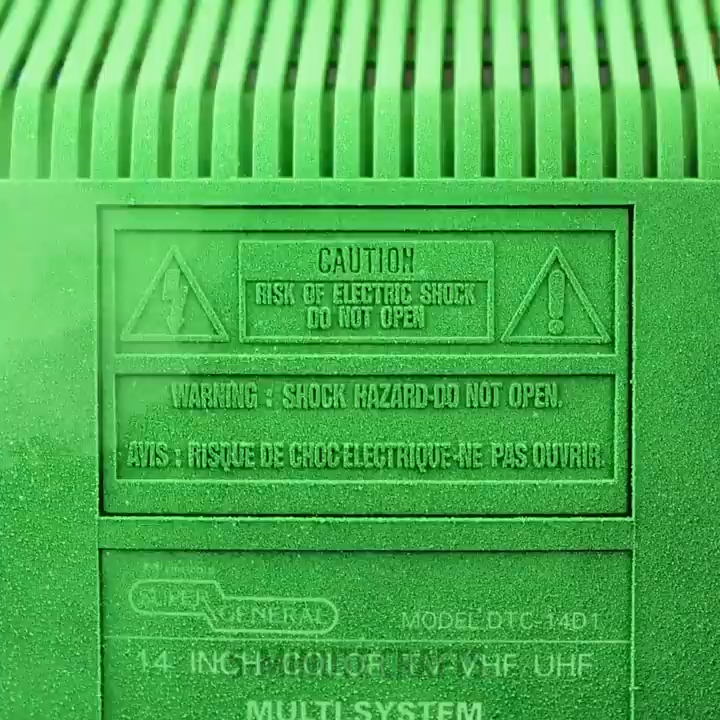 CAUTION
RISK OF ELECTRIC SHOCK
DO NOT OPEN
WARNING : SHOCK HAZARD-DO NOT OPEN.
AVIS : RISQUE DE CHOC ELECTRIQUE-NE PAS OUVRIR.
SUPER GENERAL
MODEL:DTC-14D1
14 INCH COLOR TV VHF UHF
MULTI SYSTEM